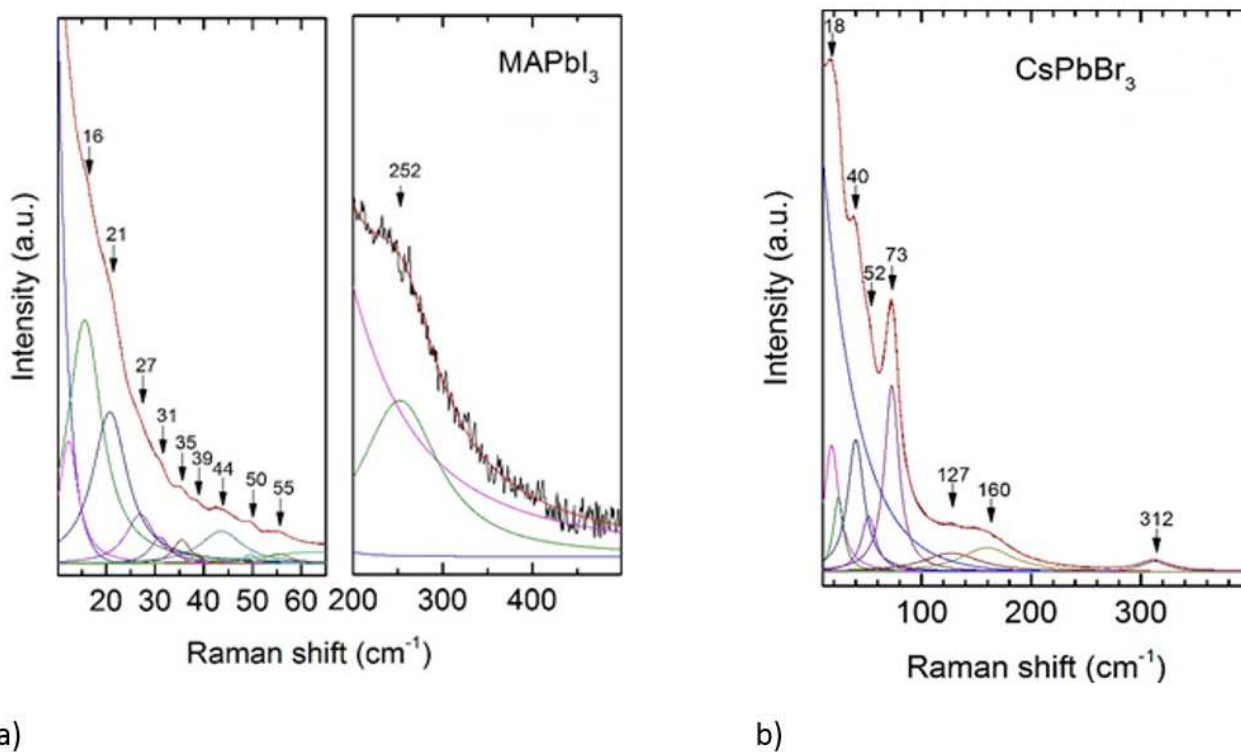 MAPbI3
16
21
27
31
35
39
44
50
55
252
Intensity (a.u.)
20 30 40 50 60
200 300 400
Raman shift (cm-1)
a)
CsPbBr3
18
40
52
73
127
160
312
Intensity (a.u.)
100 200 300
Raman shift (cm-1)
b)